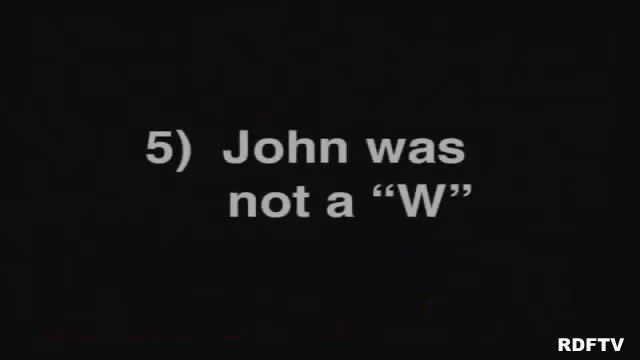 5) John was
not a “W”
RDFTV